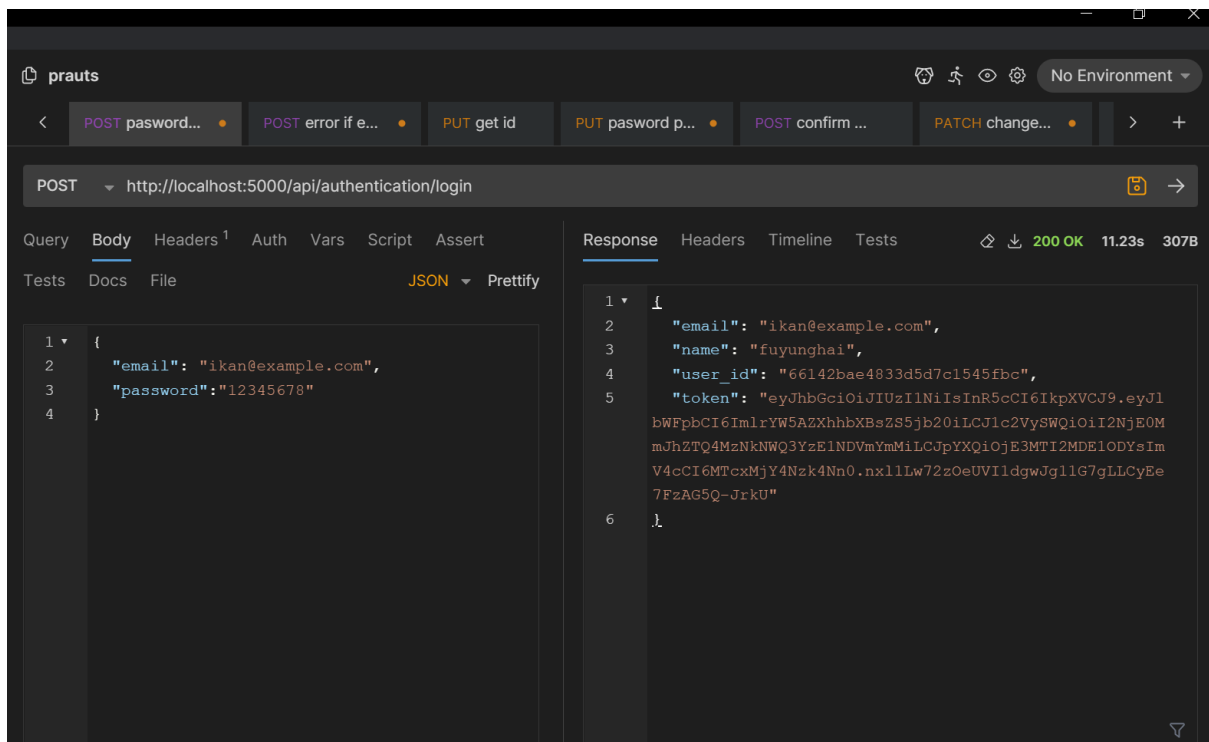 prauts
No Environment
POST pasword... POST error if e... PUT get id PUT pasword p... POST confirm ... PATCH change...
POST http://localhost:5000/api/authentication/login
Query Body Headers 1 Auth Vars Script Assert
Tests Docs File JSON Prettify
1 {
2 "email": "ikan@example.com",
3 "password":"12345678"
4 }
Response Headers Timeline Tests 200 OK 11.23s 307B
1 {
2 "email": "ikan@example.com",
3 "name": "fuyunghai",
4 "user_id": "66142bae4833d5d7c1545fbc",
5 "token": "eyJhbGciOiJIUzI1NiIsInR5cCI6IkpXVCJ9.eyJl
bWFpbCI6ImlrYW5AZXhhbXBsZS5jb20iLCJ1c2VySWQiOiI2NjE0M
mJhZTQ4MzNkNWQ3YzE1NDVmYmMiLCJpYXQiOjE3MTI2MDE1ODYsIm
V4cCI6MTcxMjY4Nzk4Nn0.nxl1Lw72zOeUVI1dgwJg11G7gLLCyEe
7FzAG5Q-JrkU"
6 }